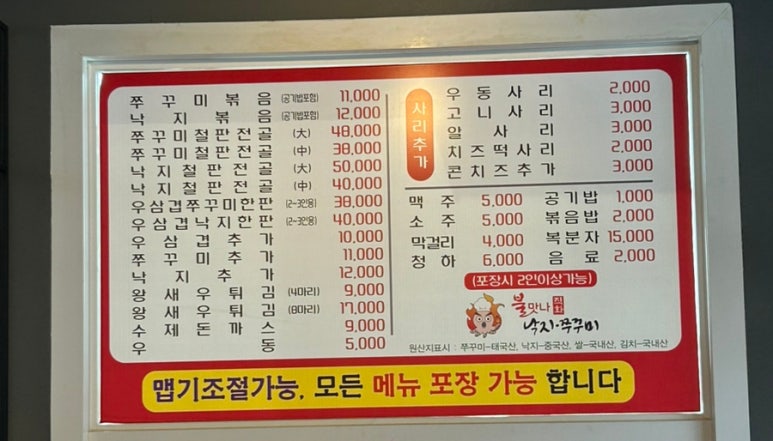 쭈꾸미볶음 (공기밥포함) 11,000
낙지볶음 (공기밥포함) 12,000
쭈꾸미철판전골 (大) 48,000
쭈꾸미철판전골 (中) 38,000
낙지철판전골 (大) 50,000
낙지철판전골 (中) 40,000
우삼겹쭈꾸미한판 (2~3인용) 38,000
우삼겹낙지한판 (2~3인용) 40,000
우삼겹추가 10,000
쭈꾸미추가 11,000
낙지추가 12,000
왕새우튀김 (4마리) 9,000
왕새우튀김 (8마리) 17,000
수제돈까스 9,000
우동 5,000
사리추가
우동사리 2,000
고니사리 3,000
알사리 3,000
치즈떡사리 2,000
콘치즈추가 3,000
맥주 5,000 공기밥 1,000
소주 5,000 볶음밥 2,000
막걸리 4,000 복분자 15,000
청하 6,000 음료 2,000
(포장시 2인이상가능)
불맛나
낙지·쭈꾸미
원산지표시 : 쭈꾸미-태국산, 낙지-중국산, 쌀-국내산, 김치-국내산
맵기조절가능, 모든 메뉴 포장 가능 합니다